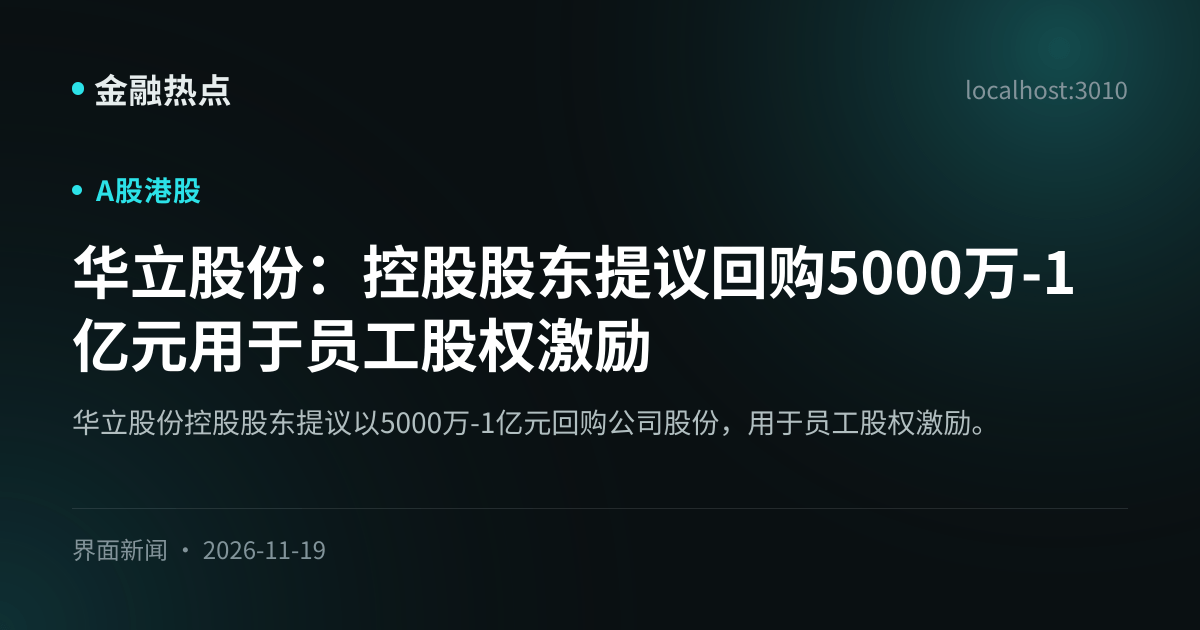 金融热点
localhost:3010
A股港股
华立股份：控股股东提议回购5000万-1
亿元用于员工股权激励
华立股份控股股东提议以5000万-1亿元回购公司股份，用于员工股权激励。
界面新闻 • 2026-11-19